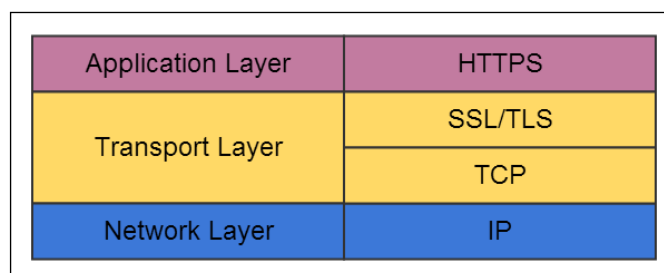 Application Layer
HTTPS
Transport Layer
SSL/TLS
TCP
Network Layer
IP